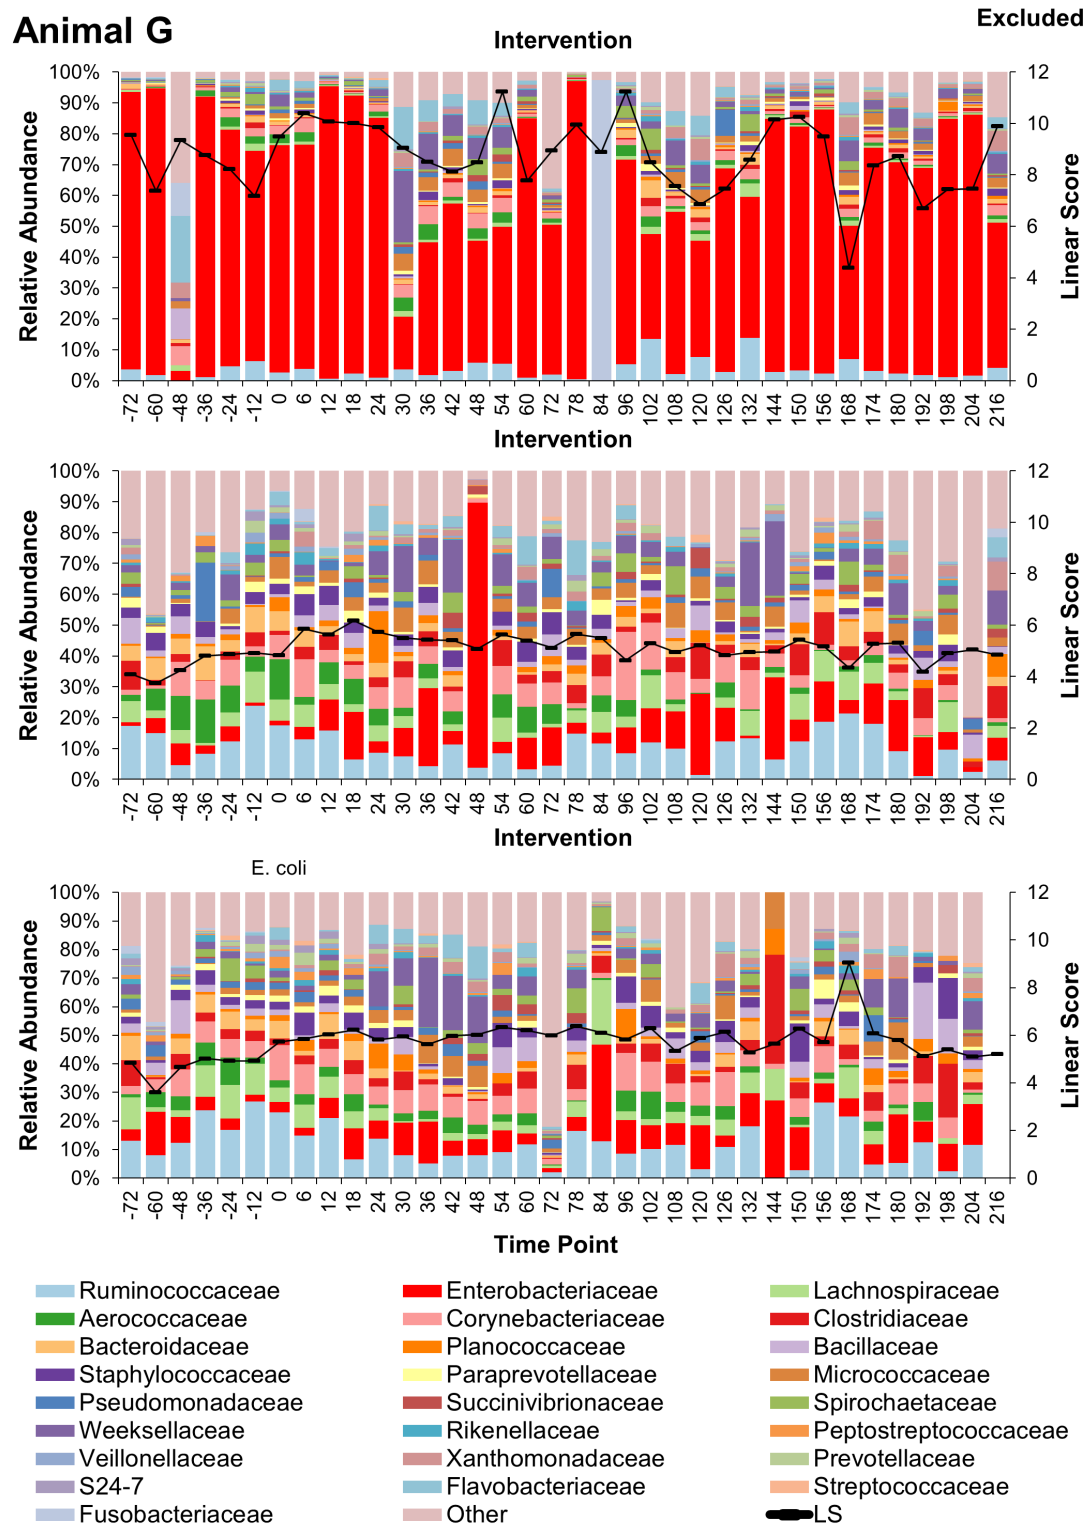 Animal G
Excluded
Intervention
100%
90%
80%
70%
60%
50%
40%
30%
20%
10%
0%
Relative Abundance
12
10
8
6
4
2
0
Linear Score
-72 -60 -48 -36 -24 -12 0 6 12 18 24 30 36 42 48 54 60 72 78 84 96 102 108 120 126 132 144 150 156 168 174 180 192 198 204 216
Intervention
100%
90%
80%
70%
60%
50%
40%
30%
20%
10%
0%
Relative Abundance
12
10
8
6
4
2
0
Linear Score
-72 -60 -48 -36 -24 -12 0 6 12 18 24 30 36 42 48 54 60 72 78 84 96 102 108 120 126 132 144 150 156 168 174 180 192 198 204 216
Intervention
E. coli
100%
90%
80%
70%
60%
50%
40%
30%
20%
10%
0%
Relative Abundance
12
10
8
6
4
2
0
Linear Score
-72 -60 -48 -36 -24 -12 0 6 12 18 24 30 36 42 48 54 60 72 78 84 96 102 108 120 126 132 144 150 156 168 174 180 192 198 204 216
Time Point
Ruminococcaceae Enterobacteriaceae Lachnospiraceae
Aerococcaceae Corynebacteriaceae Clostridiaceae
Bacteroidaceae Planococcaceae Bacillaceae
Staphylococcaceae Paraprevotellaceae Micrococcaceae
Pseudomonadaceae Succinivibrionaceae Spirochaetaceae
Weeksellaceae Rikenellaceae Peptostreptococcaceae
Veillonellaceae Xanthomonadaceae Prevotellaceae
S24-7 Flavobacteriaceae Streptococcaceae
Fusobacteriaceae Other LS